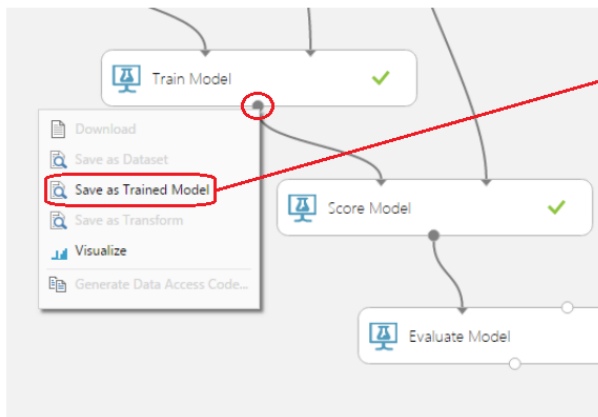 Train Model
Download
Save as Dataset
Save as Trained Model
Save as Transform
Visualize
Generate Data Access Code...
Score Model
Evaluate Model